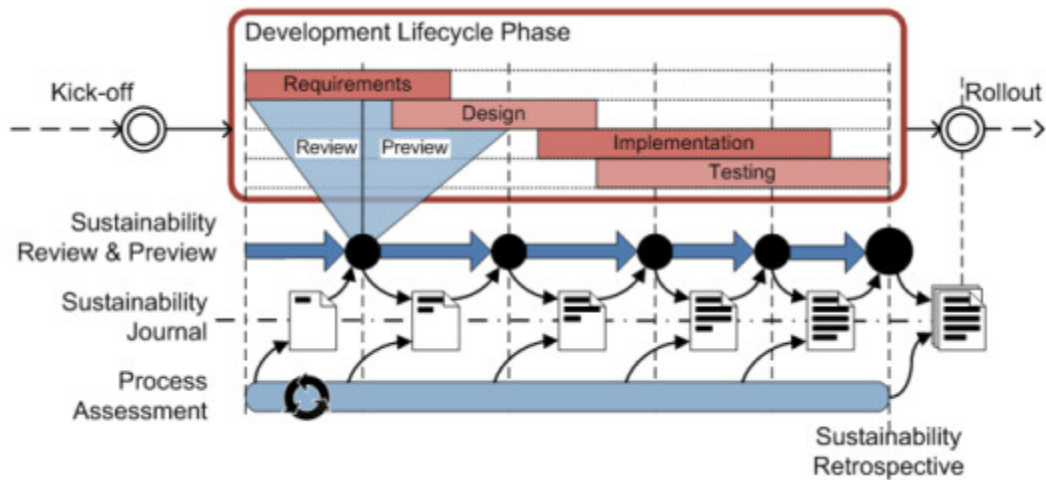 Development Lifecycle Phase
Kick-off
Requirements
Rollout
Design
Review
Preview
Implementation
Testing
Sustainability
Review & Preview
Sustainability
Journal
Process
Assessment
Sustainability
Retrospective